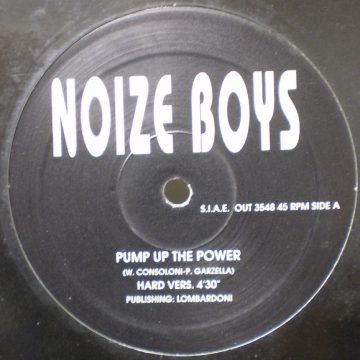 NOIZE BOYS
S.I.A.E. OUT 3548 45 RPM SIDE A
PUMP UP THE POWER
(W. CONSOLONI-P. GARZELLA)
HARD VERS. 4'30"
PUBLISHING: LOMBARDONI